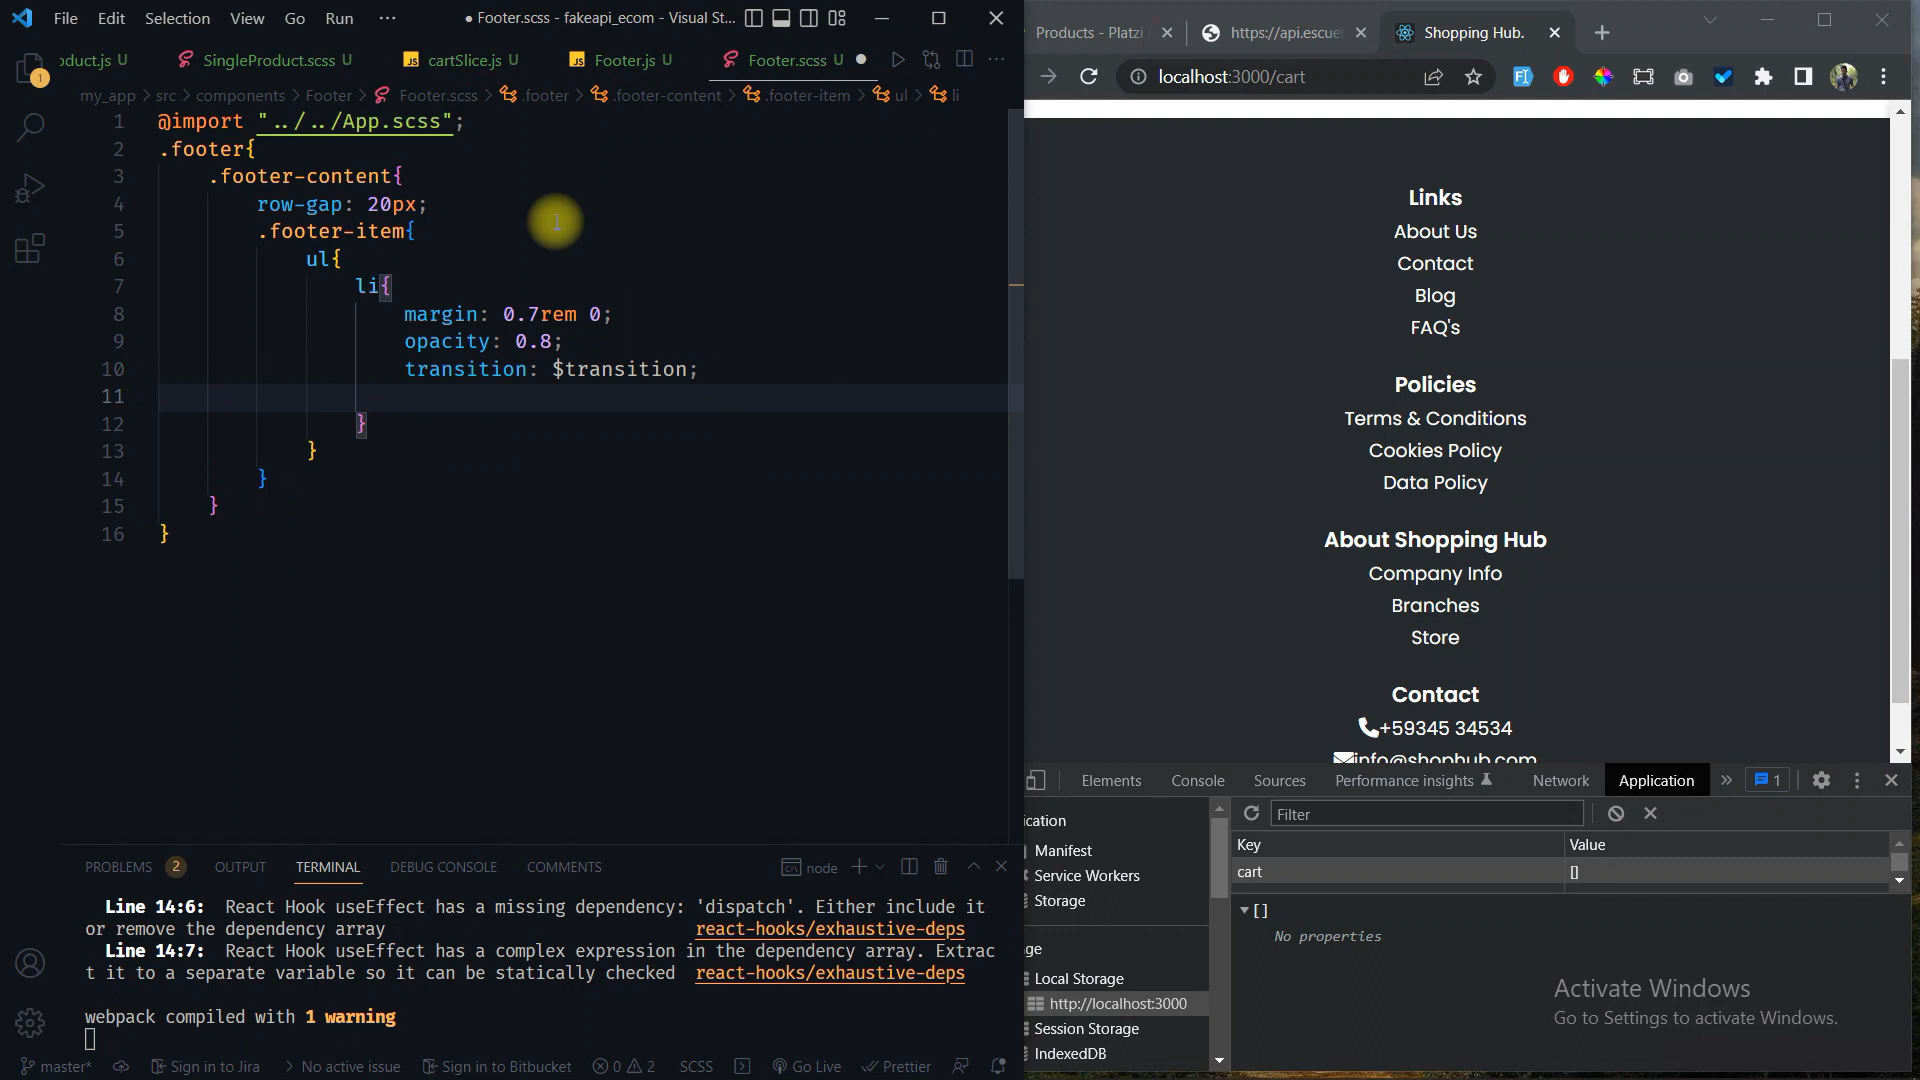 File Edit Selection View Go Run ··· ● Footer.scss - fakeapi_ecom - Visual St...
oduct.js U SingleProduct.scss U JS cartSlice.js U JS Footer.js U Footer.scss U ●
my_app > src > components > Footer > Footer.scss > .footer > .footer-content > .footer-item > ul > li
1 @import "../../App.scss";
2 .footer{
3 .footer-content{
4 row-gap: 20px;
5 .footer-item{
6 ul{
7 li{
8 margin: 0.7rem 0;
9 opacity: 0.8;
10 transition: $transition;
11
12 }
13 }
14 }
15 }
16 }
1
PROBLEMS 2 OUTPUT TERMINAL DEBUG CONSOLE COMMENTS node
Line 14:6: React Hook useEffect has a missing dependency: 'dispatch'. Either include it
or remove the dependency array react-hooks/exhaustive-deps
Line 14:7: React Hook useEffect has a complex expression in the dependency array. Extrac
t it to a separate variable so it can be statically checked react-hooks/exhaustive-deps
webpack compiled with 1 warning
master* Sign in to Jira No active issue Sign in to Bitbucket 0 2 SCSS Go Live Prettier
Products - Platzi https://api.escuel Shopping Hub.
localhost:3000/cart
Links
About Us
Contact
Blog
FAQ's
Policies
Terms & Conditions
Cookies Policy
Data Policy
About Shopping Hub
Company Info
Branches
Store
Contact
+59345 34534
info@shophub.com
Elements Console Sources Performance insights Network Application » 1
ication
Manifest
Service Workers
Storage
ge
Local Storage
http://localhost:3000
Session Storage
IndexedDB
Filter
Key Value
cart []
▼[]
No properties
Activate Windows
Go to Settings to activate Windows.